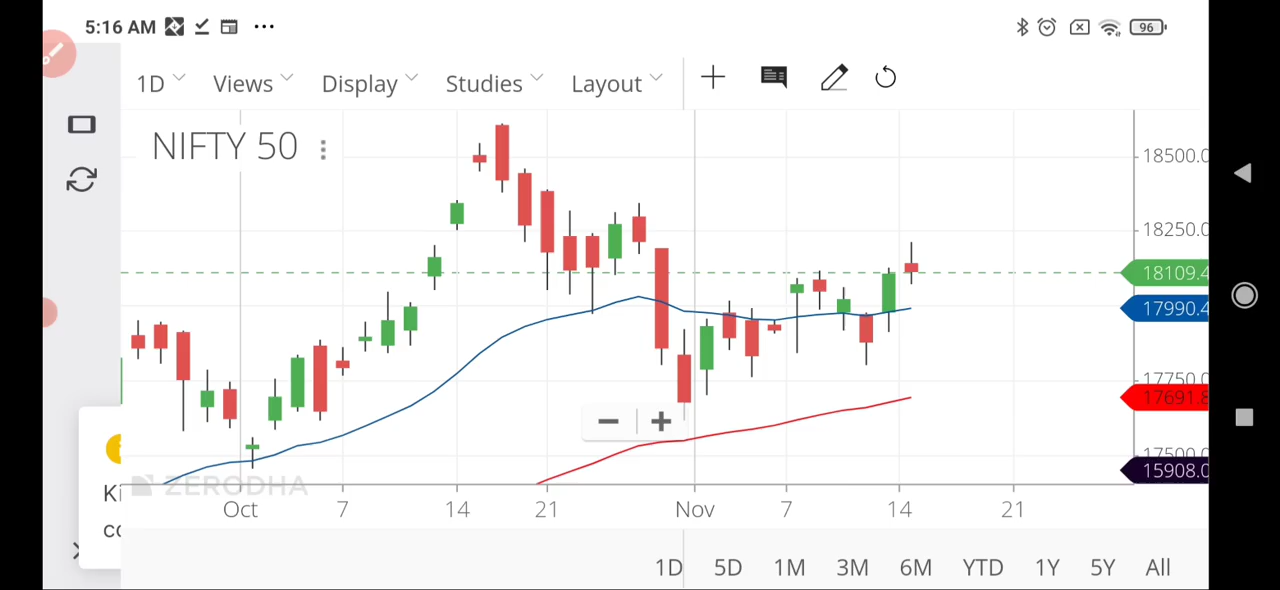 5:16 AM
96
1D Views Display Studies Layout
NIFTY 50
18500.0
18250.0
18109.4
17990.4
17750.0
17691.8
17500.0
15908.0
ZERODHA
Ki
co
Oct 7 14 21 Nov 7 14 21
1D 5D 1M 3M 6M YTD 1Y 5Y All